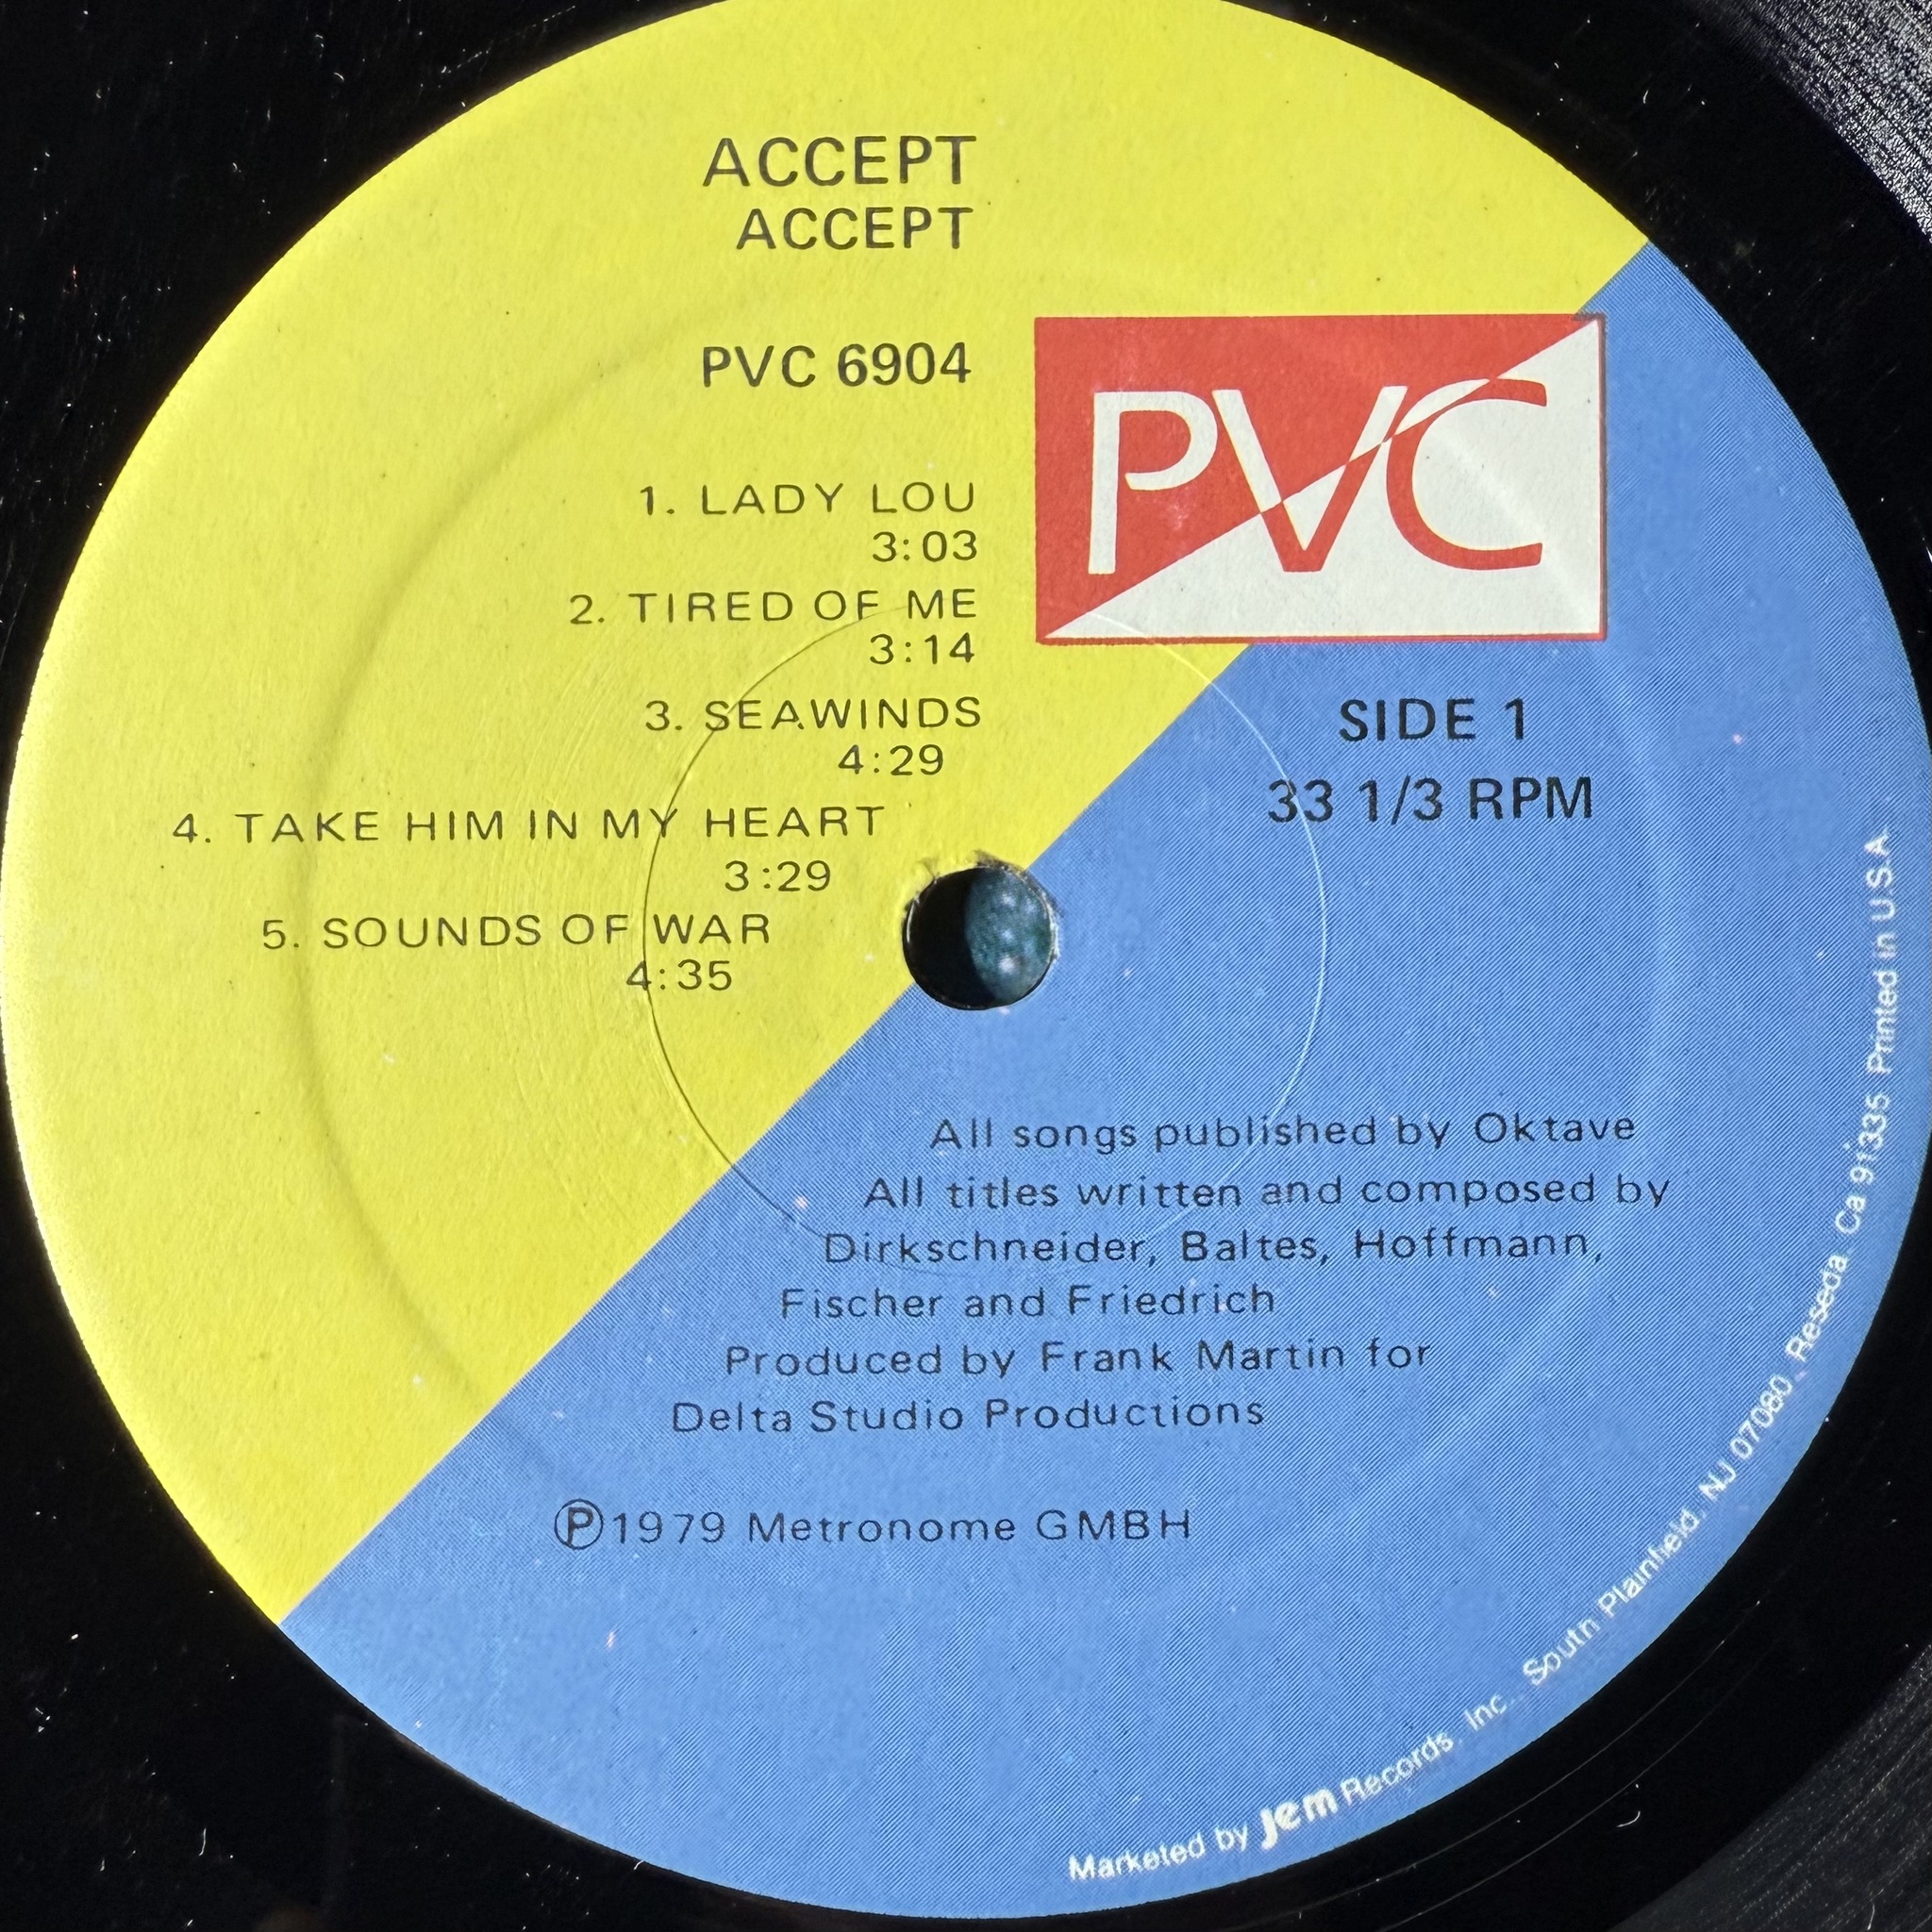 ACCEPT
ACCEPT
PVC 6904
PVC
1. LADY LOU
3:03
2. TIRED OF ME
3:14
3. SEAWINDS
4:29
4. TAKE HIM IN MY HEART
3:29
5. SOUNDS OF WAR
4:35
SIDE 1
33 1/3 RPM
All songs published by Oktave
All titles written and composed by
Dirkschneider, Baltes, Hoffmann,
Fischer and Friedrich
Produced by Frank Martin for
Delta Studio Productions
Ⓟ1979 Metronome GMBH
Marketed by Jem Records, Inc., South Plainfield, NJ 07080, Reseda, Ca 91335 Printed in U.S.A.